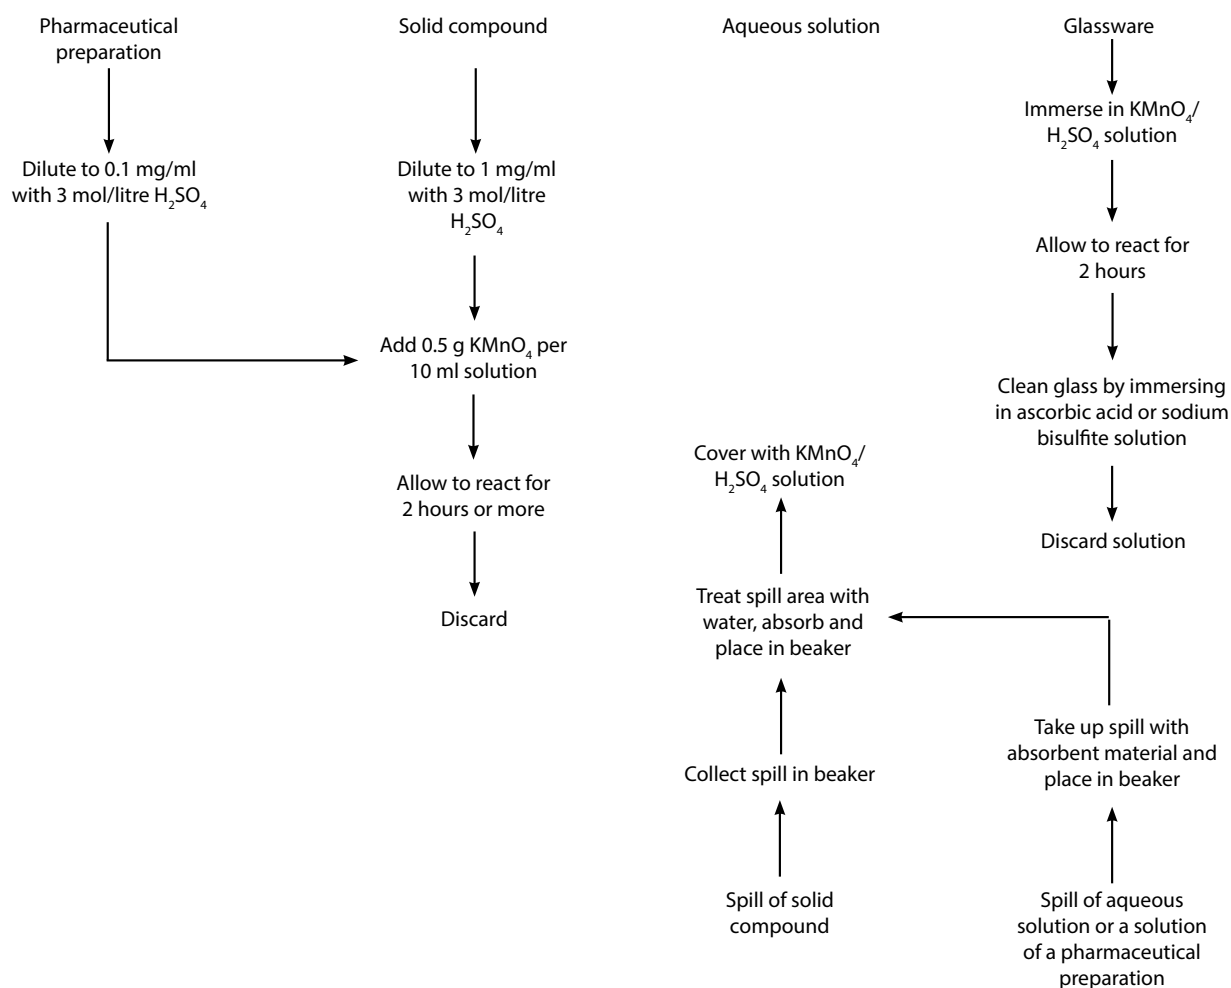 Pharmaceutical
preparation
Dilute to 0.1 mg/ml
with 3 mol/litre H₂SO₄
Solid compound
Dilute to 1 mg/ml
with 3 mol/litre
H₂SO₄
Add 0.5 g KMnO₄ per
10 ml solution
Allow to react for
2 hours or more
Discard
Aqueous solution
Cover with KMnO₄/
H₂SO₄ solution
Treat spill area with
water, absorb and
place in beaker
Collect spill in beaker
Spill of solid
compound
Glassware
Immerse in KMnO₄/
H₂SO₄ solution
Allow to react for
2 hours
Clean glass by immersing
in ascorbic acid or sodium
bisulfite solution
Discard solution
Take up spill with
absorbent material and
place in beaker
Spill of aqueous
solution or a solution
of a pharmaceutical
preparation